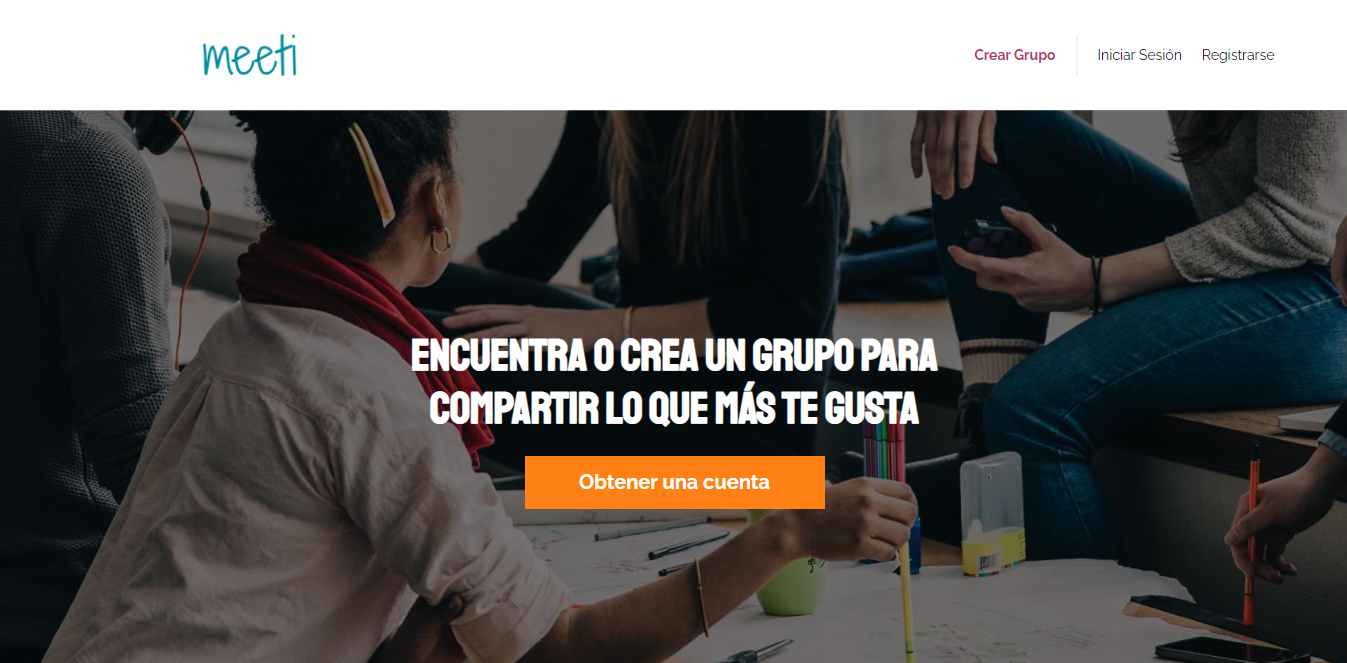 meeti
Crear Grupo
Iniciar Sesión
Registrarse
ENCUENTRA O CREA UN GRUPO PARA
COMPARTIR LO QUE MÁS TE GUSTA
Obtener una cuenta